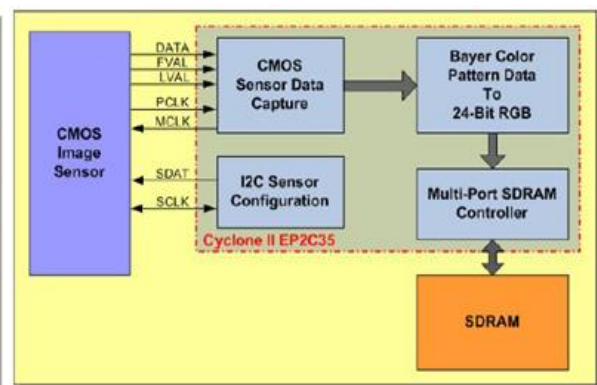 CMOS
Image
Sensor
DATA
FVAL
LVAL
PCLK
MCLK
SDAT
SCLK
CMOS
Sensor Data
Capture
I2C Sensor
Configuration
Cyclone II EP2C35
Bayer Color
Pattern Data
To
24-Bit RGB
Multi-Port SDRAM
Controller
SDRAM